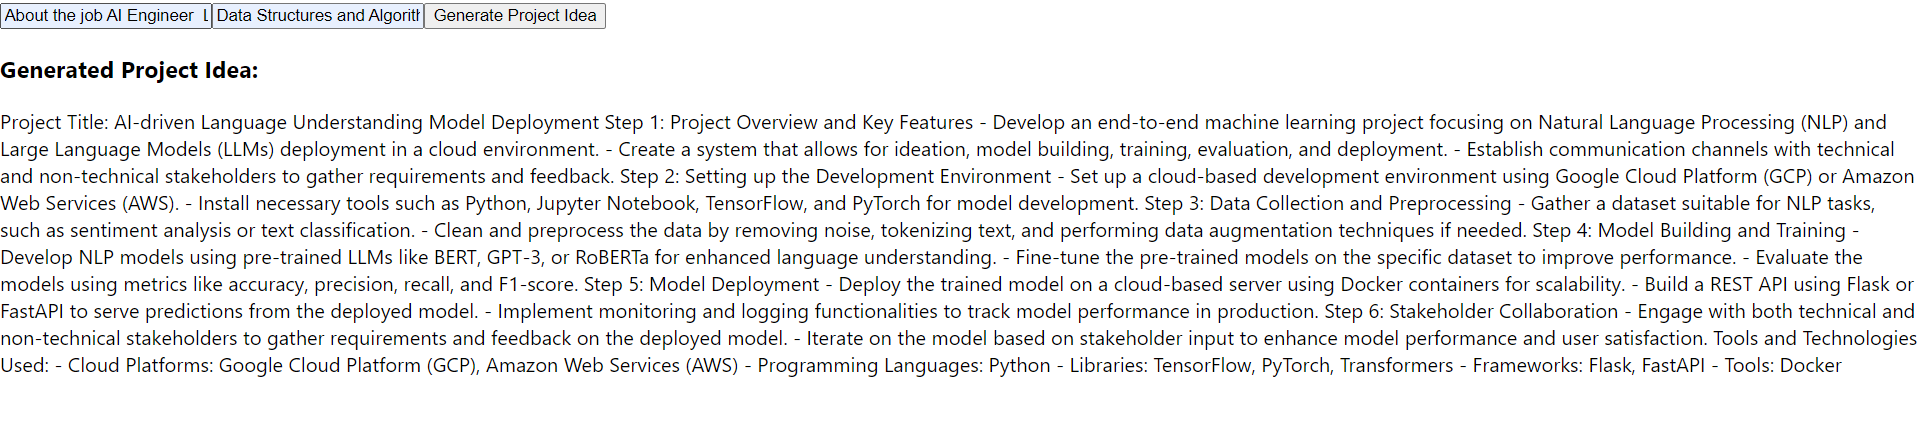 About the job AI Engineer Data Structures and Generate Project Idea
Generated Project Idea:
Project Title: AI-driven Language Understanding Model Deployment Step 1: Project Overview and Key Features - Develop an end-to-end machine learning project focusing on Natural Language Processing (NLP) and
Large Language Models (LLMs) deployment in a cloud environment. - Create a system that allows for ideation, model building, training, evaluation, and deployment. - Establish communication channels with technical
and non-technical stakeholders to gather requirements and feedback. Step 2: Setting up the Development Environment - Set up a cloud-based development environment using Google Cloud Platform (GCP) or Amazon
Web Services (AWS). - Install necessary tools such as Python, Jupyter Notebook, TensorFlow, and PyTorch for model development. Step 3: Data Collection and Preprocessing - Gather a dataset suitable for NLP tasks,
such as sentiment analysis or text classification. - Clean and preprocess the data by removing noise, tokenizing text, and performing data augmentation techniques if needed. Step 4: Model Building and Training -
Develop NLP models using pre-trained LLMs like BERT, GPT-3, or RoBERTa for enhanced language understanding. - Fine-tune the pre-trained models on the specific dataset to improve performance. - Evaluate the
models using metrics like accuracy, precision, recall, and F1-score. Step 5: Model Deployment - Deploy the trained model on a cloud-based server using Docker containers for scalability. - Build a REST API using Flask or
FastAPI to serve predictions from the deployed model. - Implement monitoring and logging functionalities to track model performance in production. Step 6: Stakeholder Collaboration - Engage with both technical and
non-technical stakeholders to gather requirements and feedback on the deployed model. - Iterate on the model based on stakeholder input to enhance model performance and user satisfaction. Tools and Technologies
Used: - Cloud Platforms: Google Cloud Platform (GCP), Amazon Web Services (AWS) - Programming Languages: Python - Libraries: TensorFlow, PyTorch, Transformers - Frameworks: Flask, FastAPI - Tools: Docker